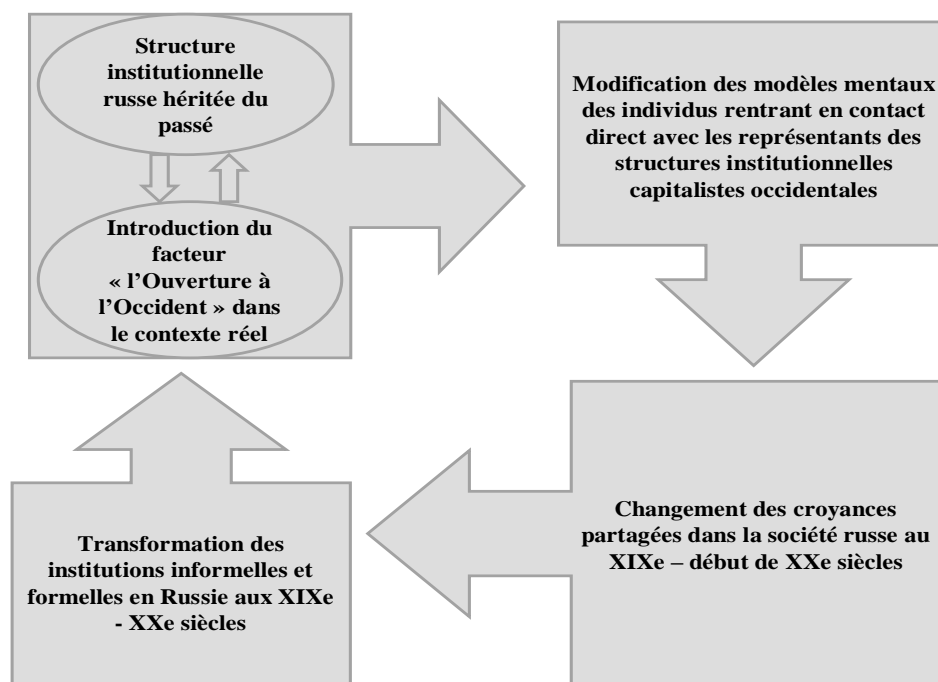 Structure
institutionnelle
russe héritée du
passé
Introduction du
facteur
« l’Ouverture à
l’Occident » dans
le contexte réel
Modification des modèles mentaux
des individus rentrant en contact
direct avec les représentants des
structures institutionnelles
capitalistes occidentales
Changement des croyances
partagées dans la société russe au
XIXe – début de XXe siècles
Transformation des
institutions informelles et
formelles en Russie aux XIXe
- XXe siècles